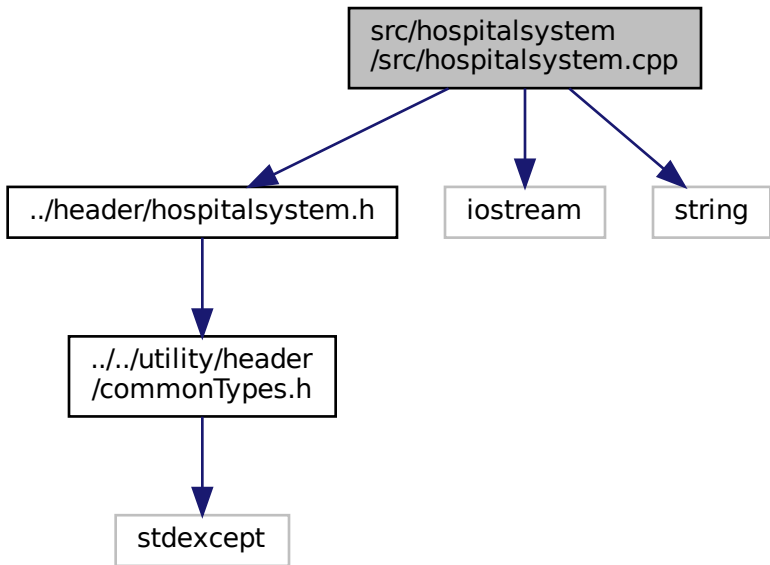 src/hospitalsystem
/src/hospitalsystem.cpp
../header/hospitalsystem.h
iostream
string
../../utility/header
/commonTypes.h
stdexcept